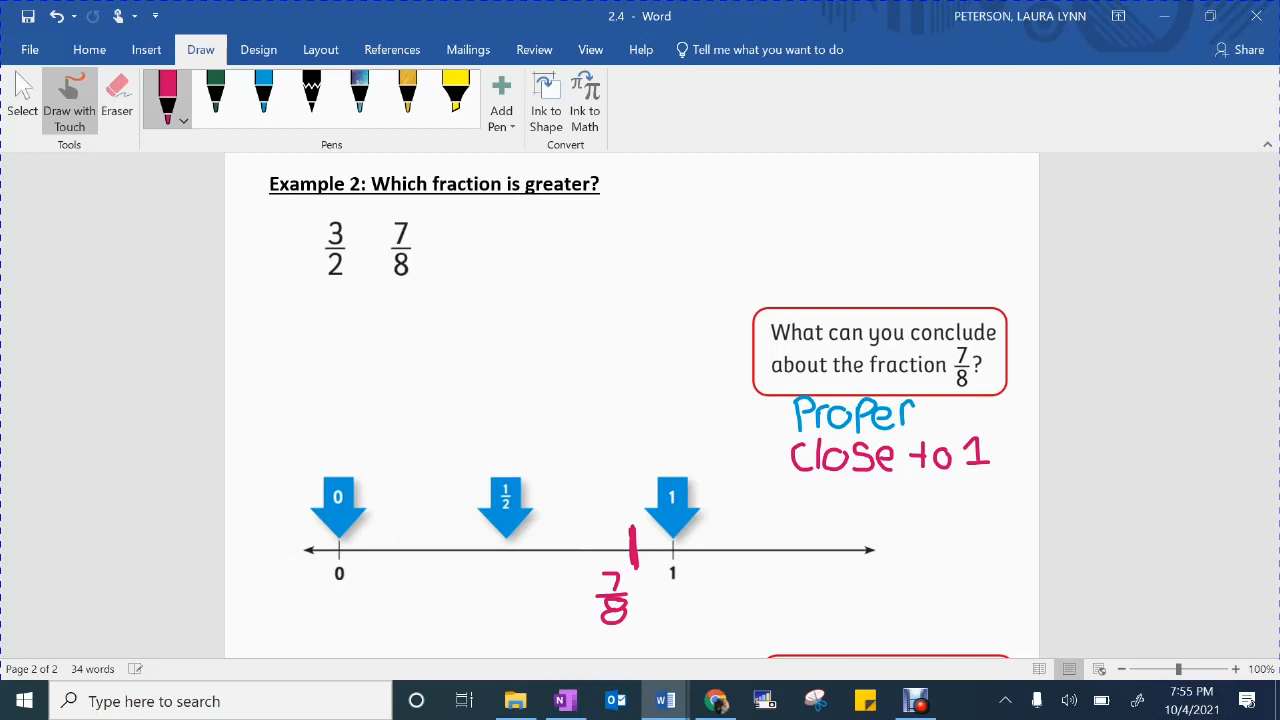 2.4 - Word
PETERSON, LAURA LYNN
File Home Insert Draw Design Layout References Mailings Review View Help Tell me what you want to do Share
Select Draw with Touch Eraser Add Pen Ink to Shape Ink to Math
Tools Pens Convert
Example 2: Which fraction is greater?
3/2 7/8
What can you conclude
about the fraction 7/8?
Proper
Close to 1
0 1/2 1
0 1
7/8
Page 2 of 2 34 words 100%
Type here to search
7:55 PM
10/4/2021